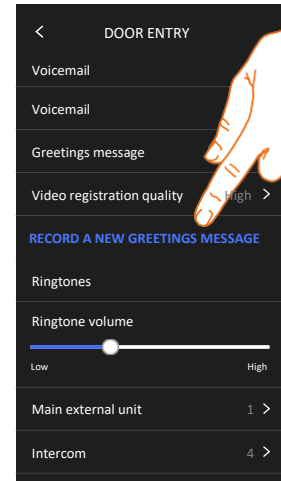 DOOR ENTRY
Voicemail
Voicemail
Greetings message
Video registration quality High
RECORD A NEW GREETINGS MESSAGE
Ringtones
Ringtone volume
Low High
Main external unit 1
Intercom 4